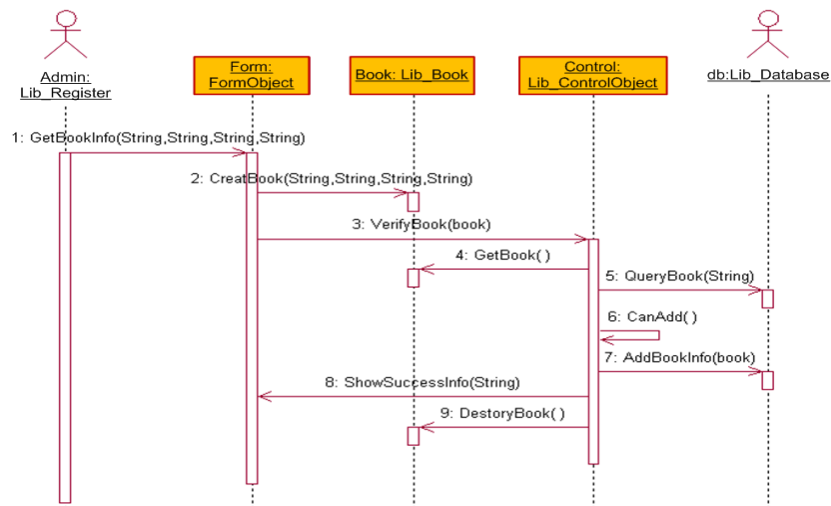 Admin:
Lib_Register
Form:
FormObject
Book: Lib_Book
Control:
Lib_ControlObject
db:Lib_Database
1: GetBookInfo(String,String,String,String)
2: CreatBook(String,String,String,String)
3: VerifyBook(book)
4: GetBook( )
5: QueryBook(String)
6: CanAdd( )
7: AddBookInfo(book)
8: ShowSuccessInfo(String)
9: DestoryBook( )